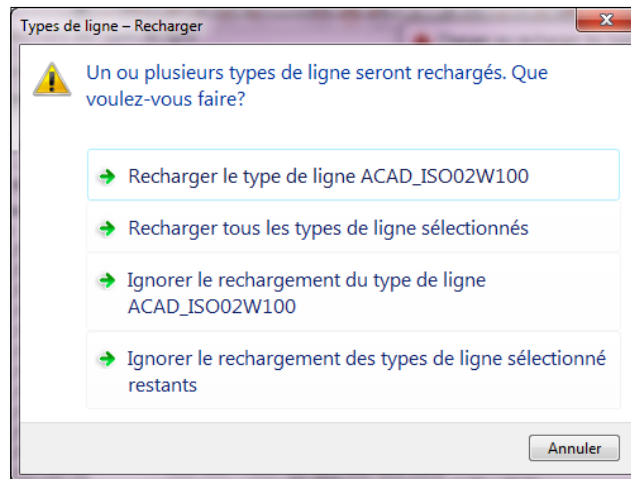 Types de ligne – Recharger
Un ou plusieurs types de ligne seront rechargés. Que
voulez-vous faire?
Recharger le type de ligne ACAD_ISO02W100
Recharger tous les types de ligne sélectionnés
Ignorer le rechargement du type de ligne
ACAD_ISO02W100
Ignorer le rechargement des types de ligne sélectionné
restants
Annuler